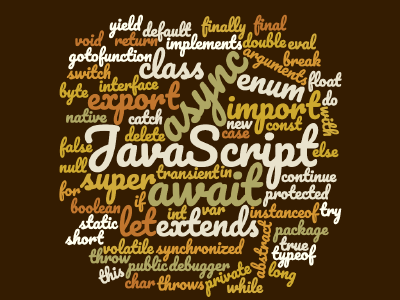 yield default finally final
void return implements double eval
goto function arguments break
switch class async enum float
byte interface export import do
native catch new const with
delete case
false JavaScript else
null super transient in continue
for await protected
boolean if int var instanceof try
static let extends package
short volatile synchronized abstract true
throw public debugger typeof
this char throws private while long